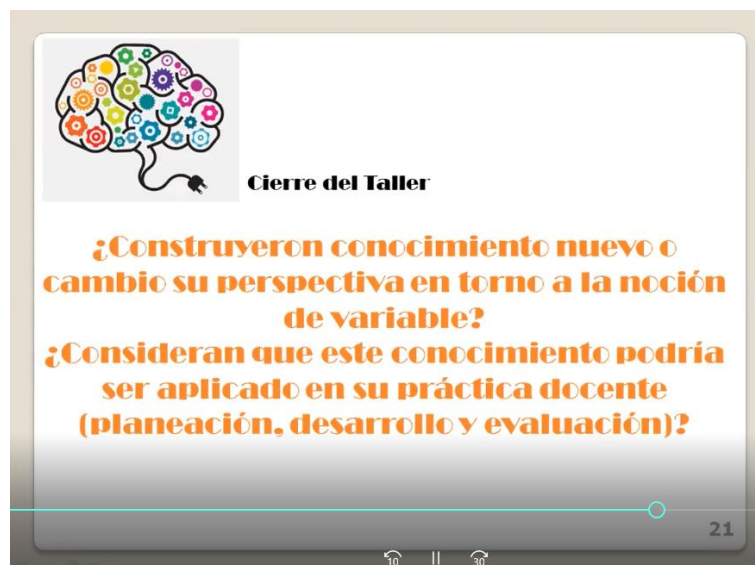 Cierre del Taller
¿Construyeron conocimiento nuevo o
cambio su perspectiva en torno a la noción
de variable?
¿Consideran que este conocimiento podría
ser aplicado en su práctica docente
(planeación, desarrollo y evaluación)?
21
10
30